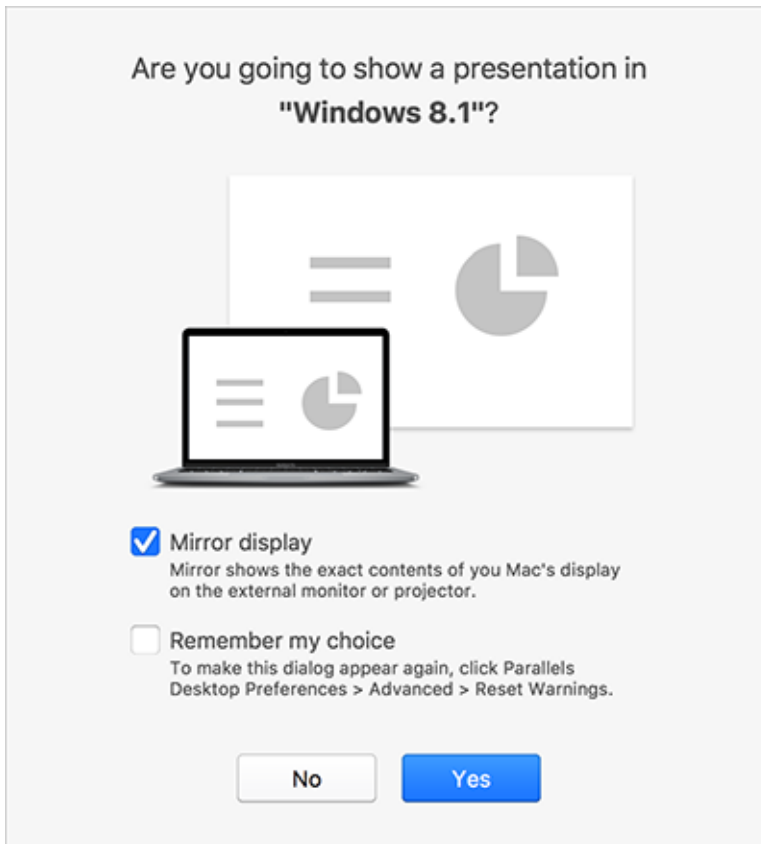 Are you going to show a presentation in
"Windows 8.1"?
Mirror display
Mirror shows the exact contents of you Mac's display
on the external monitor or projector.
Remember my choice
To make this dialog appear again, click Parallels
Desktop Preferences > Advanced > Reset Warnings.
No
Yes